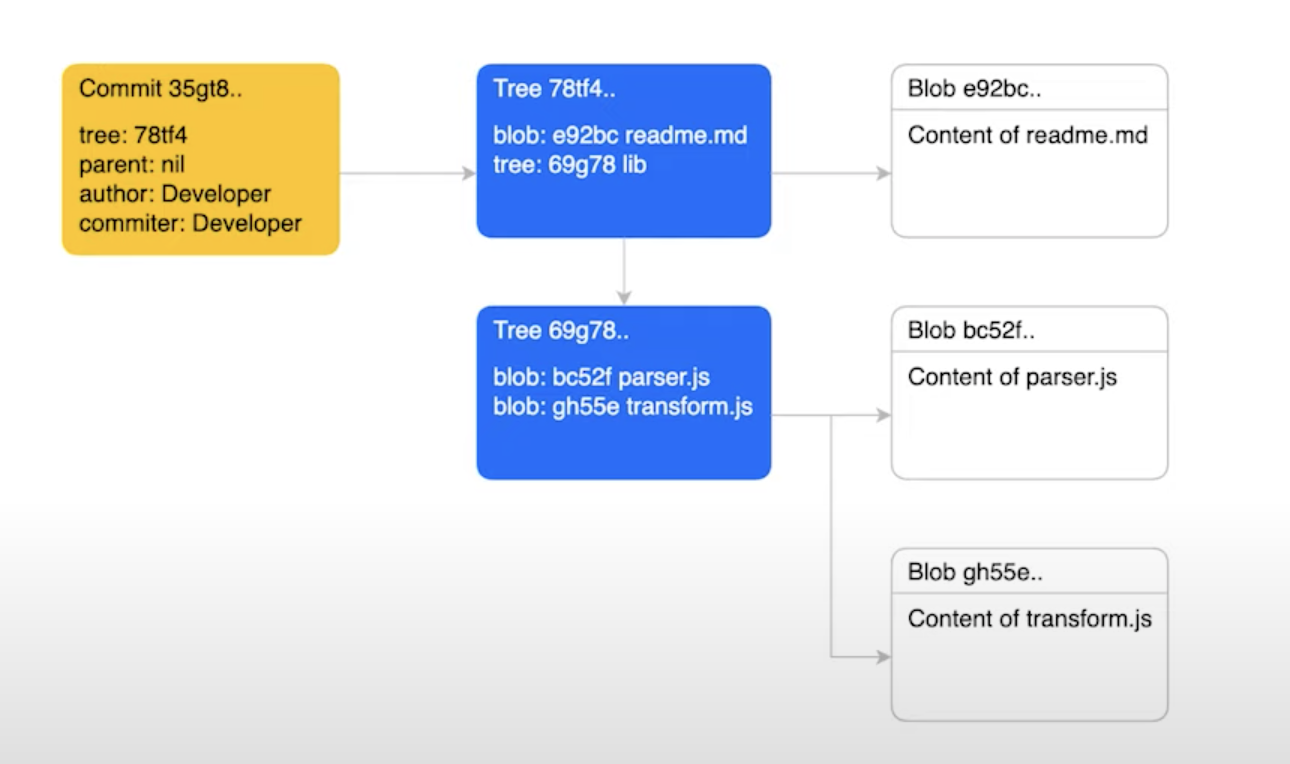 Commit 35gt8..
tree: 78tf4
parent: nil
author: Developer
commiter: Developer
Tree 78tf4..
blob: e92bc readme.md
tree: 69g78 lib
Blob e92bc..
Content of readme.md
Tree 69g78..
blob: bc52f parser.js
blob: gh55e transform.js
Blob bc52f..
Content of parser.js
Blob gh55e..
Content of transform.js